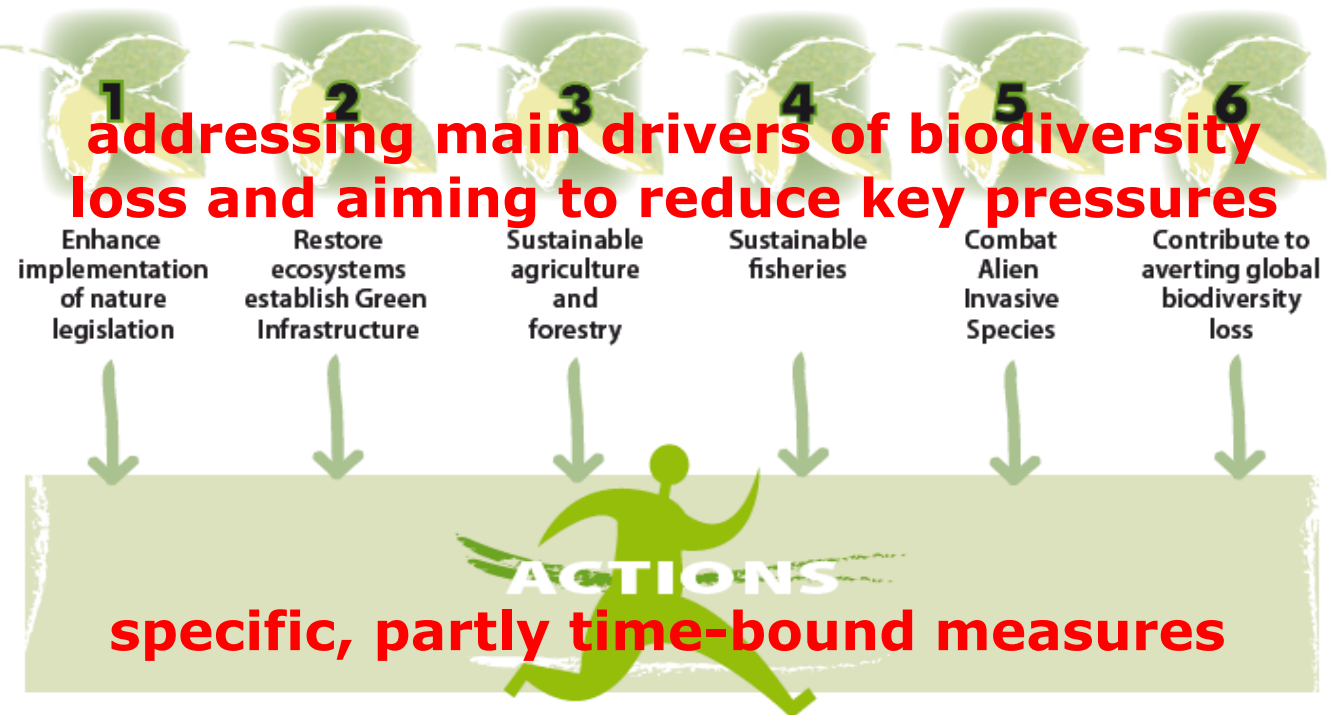 1 2 3 4 5 6
addressing main drivers of biodiversity
loss and aiming to reduce key pressures
Enhance
implementation
of nature
legislation
Restore
ecosystems
establish Green
Infrastructure
Sustainable
agriculture
and
forestry
Sustainable
fisheries
Combat
Alien
Invasive
Species
Contribute to
averting global
biodiversity
loss
ACTIONS
specific, partly time-bound measures